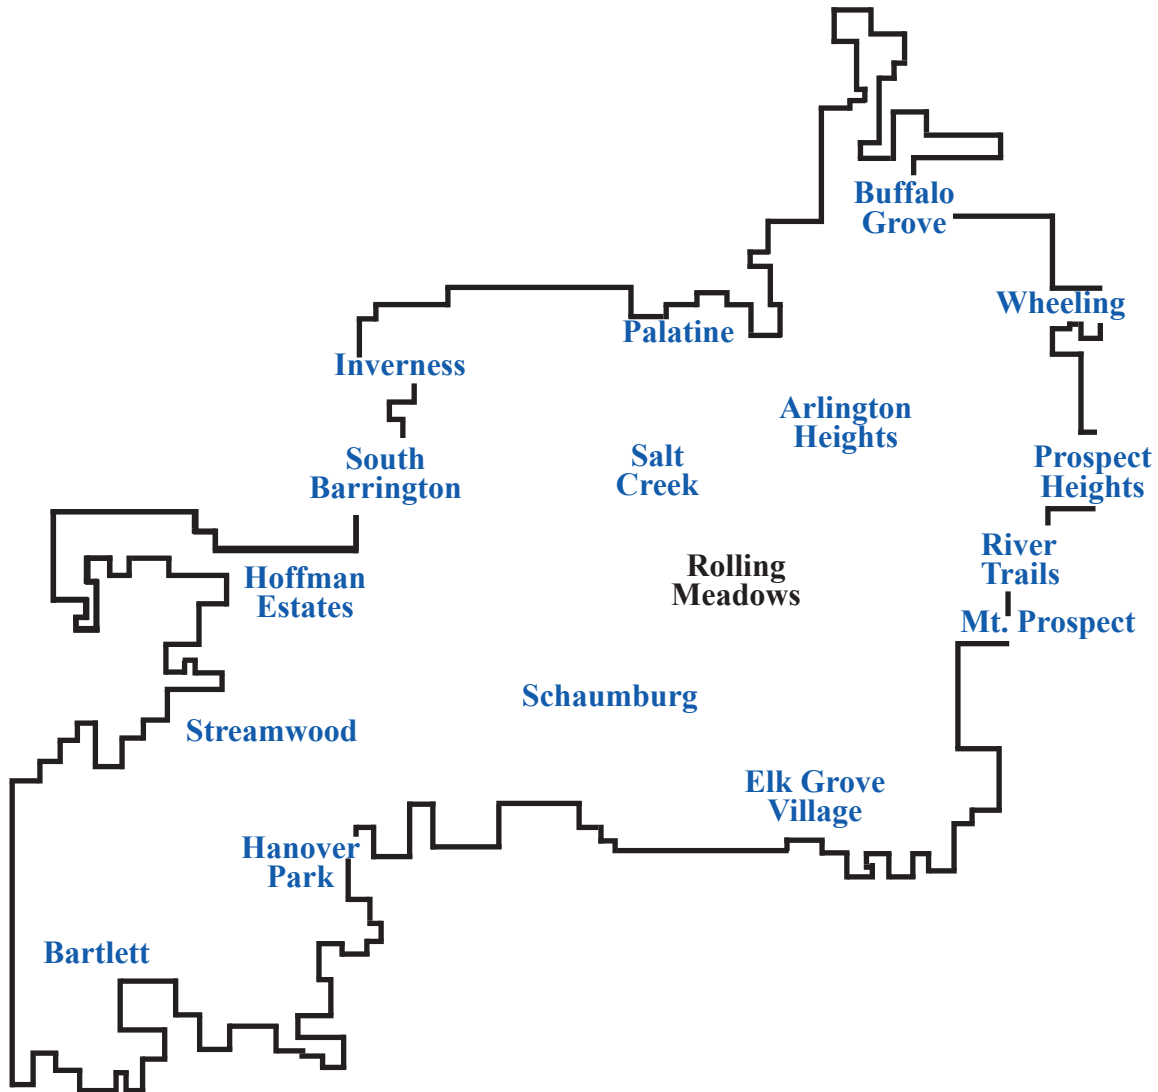 Buffalo
Grove
Wheeling
Palatine
Inverness
Arlington
Heights
South
Barrington
Salt
Creek
Prospect
Heights
River
Trails
Hoffman
Estates
Rolling
Meadows
Mt. Prospect
Schaumburg
Streamwood
Elk Grove
Village
Hanover
Park
Bartlett